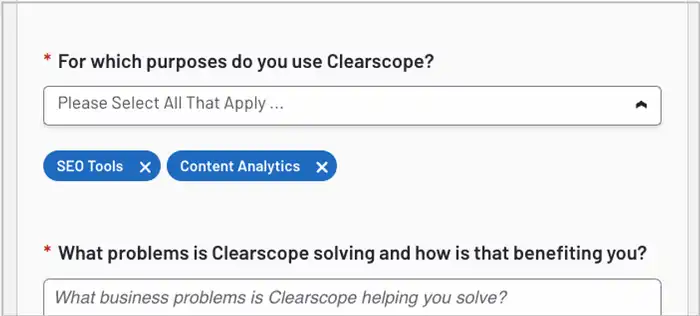 * For which purposes do you use Clearscope?
Please Select All That Apply ...
SEO Tools × Content Analytics ×
* What problems is Clearscope solving and how is that benefiting you?
What business problems is Clearscope helping you solve?